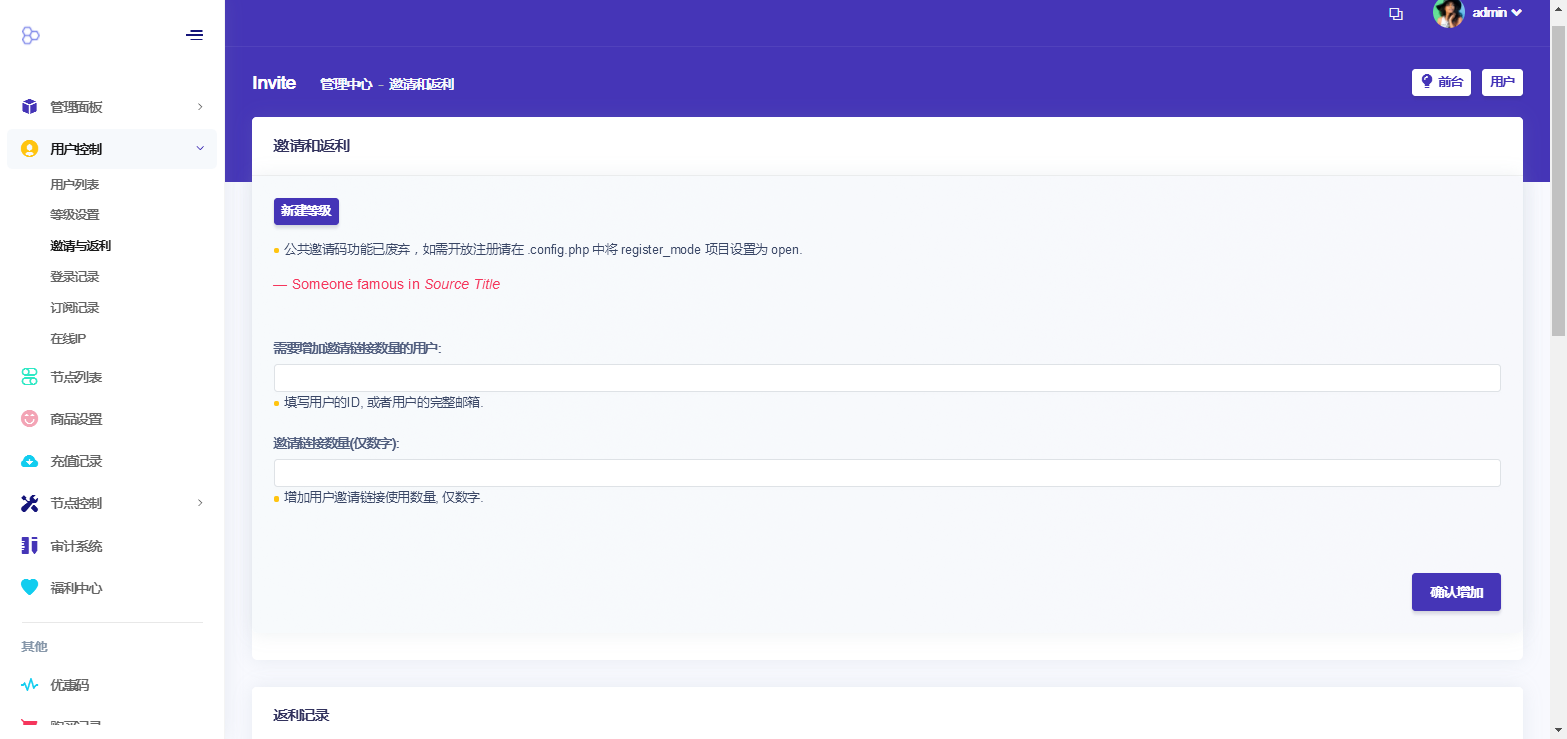 admin
Invite 管理中心 - 邀请和返利
前台
用户
管理面板
用户控制
用户列表
等级设置
邀请与返利
登录记录
订阅记录
在线IP
节点列表
商品设置
充值记录
节点控制
审计系统
福利中心
其他
优惠码
购买记录
邀请和返利
新建等级
公共邀请码功能已废弃，如需开放注册请在 .config.php 中将 register_mode 项目设置为 open.
— Someone famous in Source Title
需要增加邀请链接数量的用户:
填写用户的ID, 或者用户的完整邮箱.
邀请链接数量(仅数字):
增加用户邀请链接使用数量, 仅数字.
确认增加
返利记录